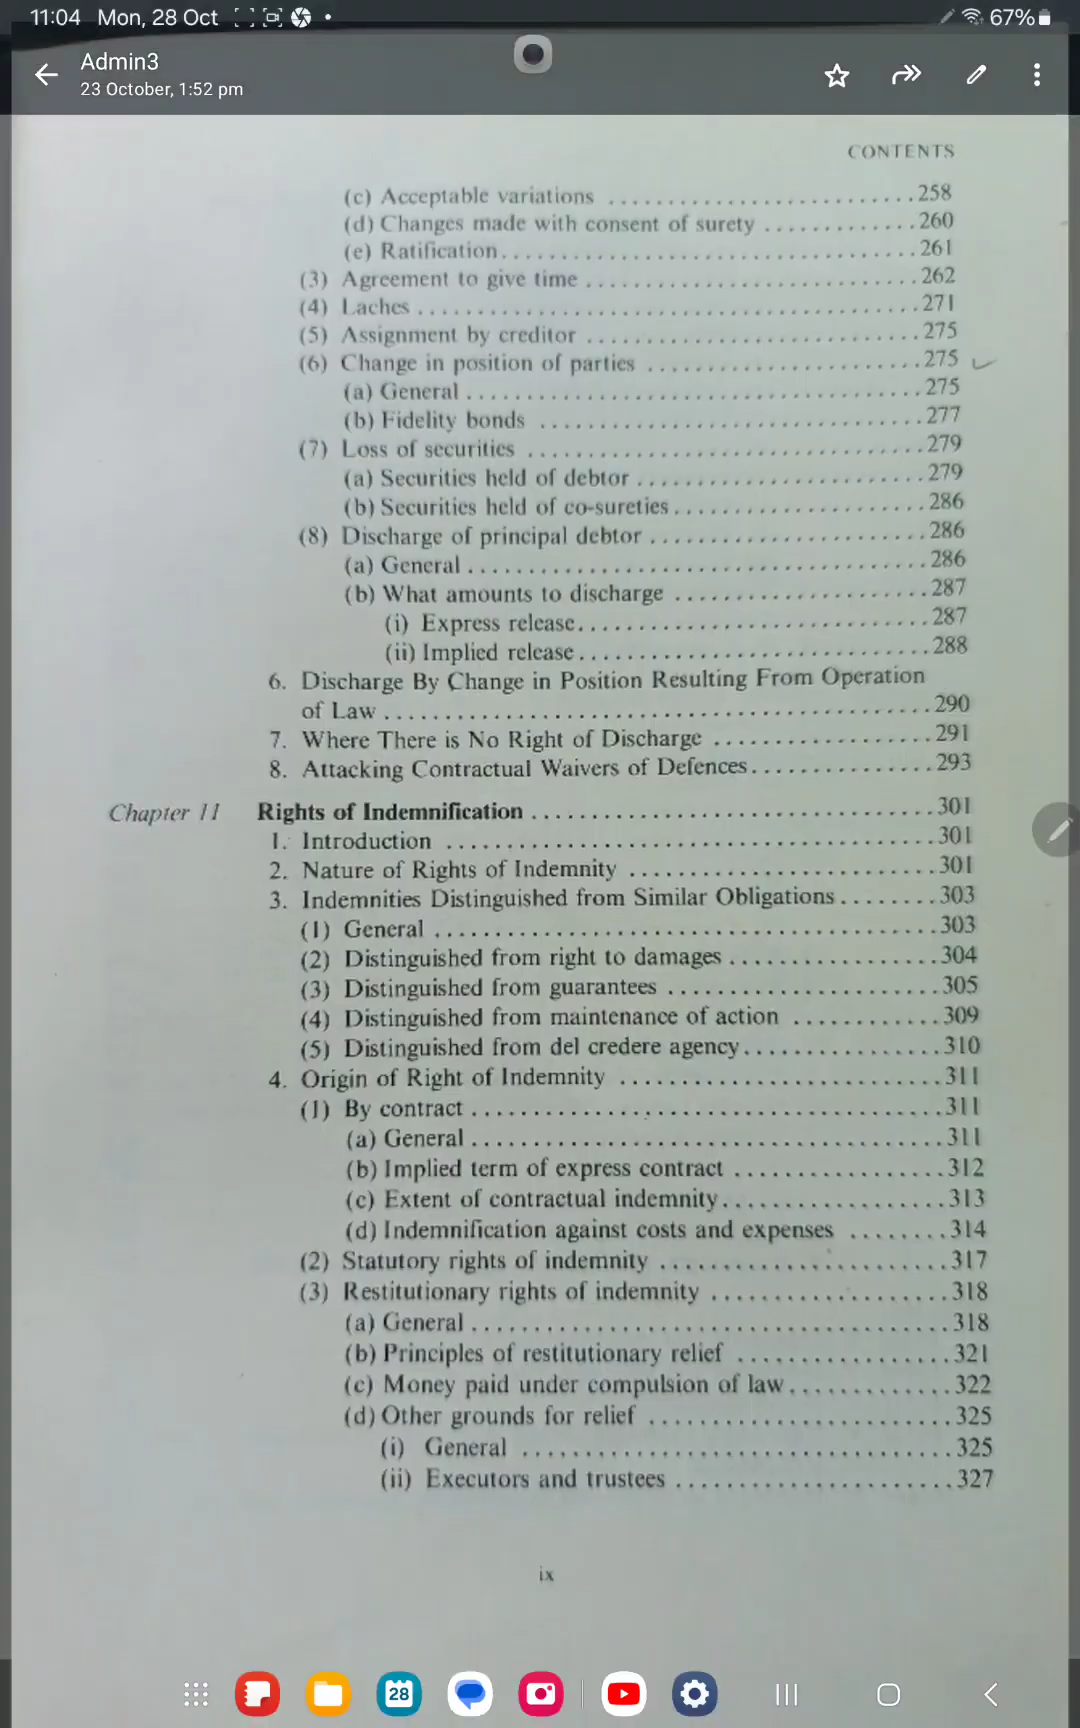 11:04 Mon, 28 Oct 67%
Admin3
23 October, 1:52 pm
CONTENTS
(c) Acceptable variations ........................... 258
(d) Changes made with consent of surety ............. 260
(e) Ratification .................................... 261
(3) Agreement to give time ............................. 262
(4) Laches ............................................. 271
(5) Assignment by creditor ............................. 275
(6) Change in position of parties ...................... 275
(a) General ......................................... 275
(b) Fidelity bonds .................................. 277
(7) Loss of securities ................................. 279
(a) Securities held of debtor ....................... 279
(b) Securities held of co-sureties .................. 286
(8) Discharge of principal debtor ...................... 286
(a) General ......................................... 286
(b) What amounts to discharge ....................... 287
(i) Express release .............................. 287
(ii) Implied release ............................. 288
6. Discharge By Change in Position Resulting From Operation
of Law ................................................ 290
7. Where There is No Right of Discharge ................... 291
8. Attacking Contractual Waivers of Defences .............. 293
Chapter 11 Rights of Indemnification ......................... 301
1. Introduction ........................................... 301
2. Nature of Rights of Indemnity .......................... 301
3. Indemnities Distinguished from Similar Obligations ..... 303
(1) General ............................................ 303
(2) Distinguished from right to damages ................ 304
(3) Distinguished from guarantees ...................... 305
(4) Distinguished from maintenance of action ........... 309
(5) Distinguished from del credere agency .............. 310
4. Origin of Right of Indemnity ........................... 311
(1) By contract ........................................ 311
(a) General ......................................... 311
(b) Implied term of express contract ................ 312
(c) Extent of contractual indemnity ................. 313
(d) Indemnification against costs and expenses ...... 314
(2) Statutory rights of indemnity ...................... 317
(3) Restitutionary rights of indemnity ................. 318
(a) General ......................................... 318
(b) Principles of restitutionary relief ............. 321
(c) Money paid under compulsion of law .............. 322
(d) Other grounds for relief ........................ 325
(i) General ...................................... 325
(ii) Executors and trustees ...................... 327
ix
28